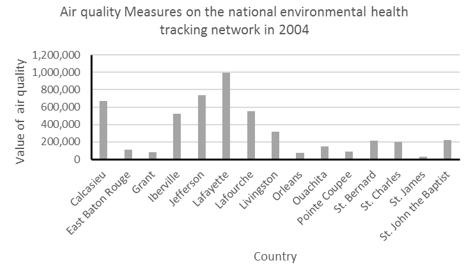 Air quality Measures on the national environmental health
tracking network in 2004
Value of air quality
1,200,000
1,000,000
800,000
600,000
400,000
200,000
0
Calcasieu
East Baton Rouge
Grant
Iberville
Jefferson
Lafayette
Lafourche
Livingston
Orleans
Ouachita
Pointe Coupee
St. Bernard
St. Charles
St. James
St. John the Baptist
Country